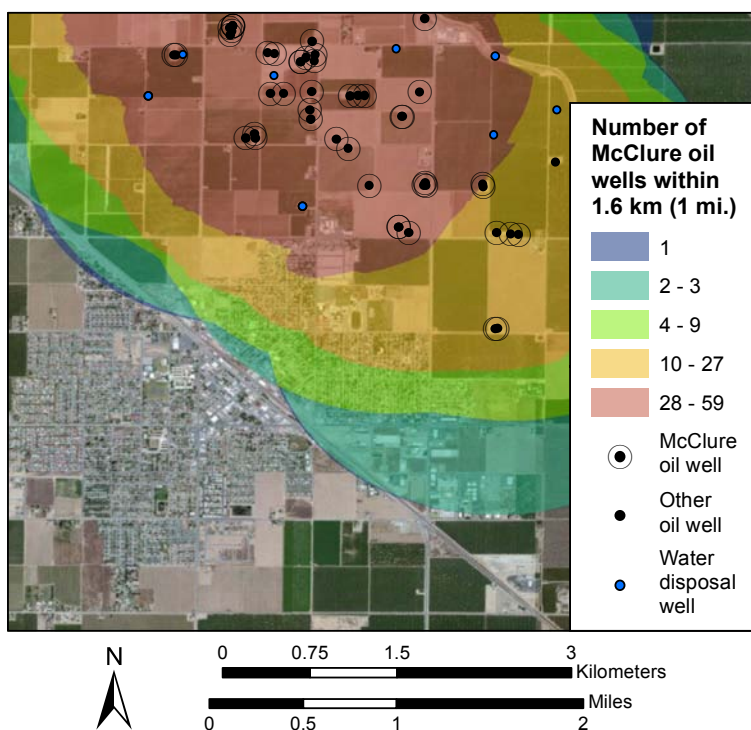 Number of
McClure oil
wells within
1.6 km (1 mi.)
1
2 - 3
4 - 9
10 - 27
28 - 59
McClure
oil well
Other
oil well
Water
disposal
well
N
0 0.75 1.5 3
Kilometers
Miles
0 0.5 1 2